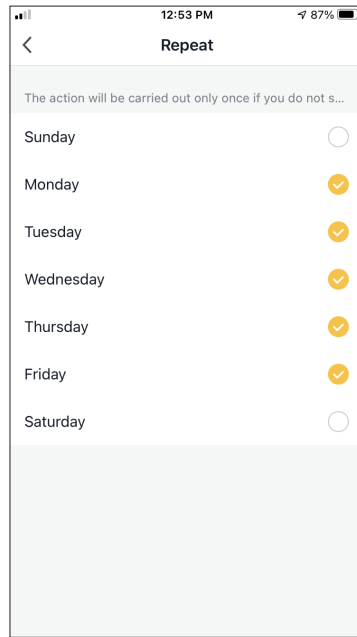 12:53 PM 87%
Repeat
The action will be carried out only once if you do not s...
Sunday
Monday
Tuesday
Wednesday
Thursday
Friday
Saturday